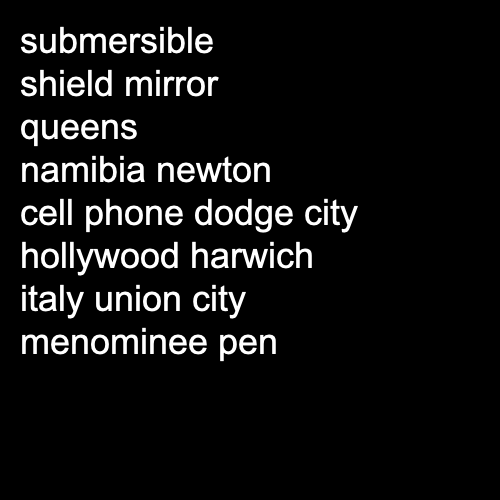 submersible
shield mirror
queens
namibia newton
cell phone dodge city
hollywood harwich
italy union city
menominee pen